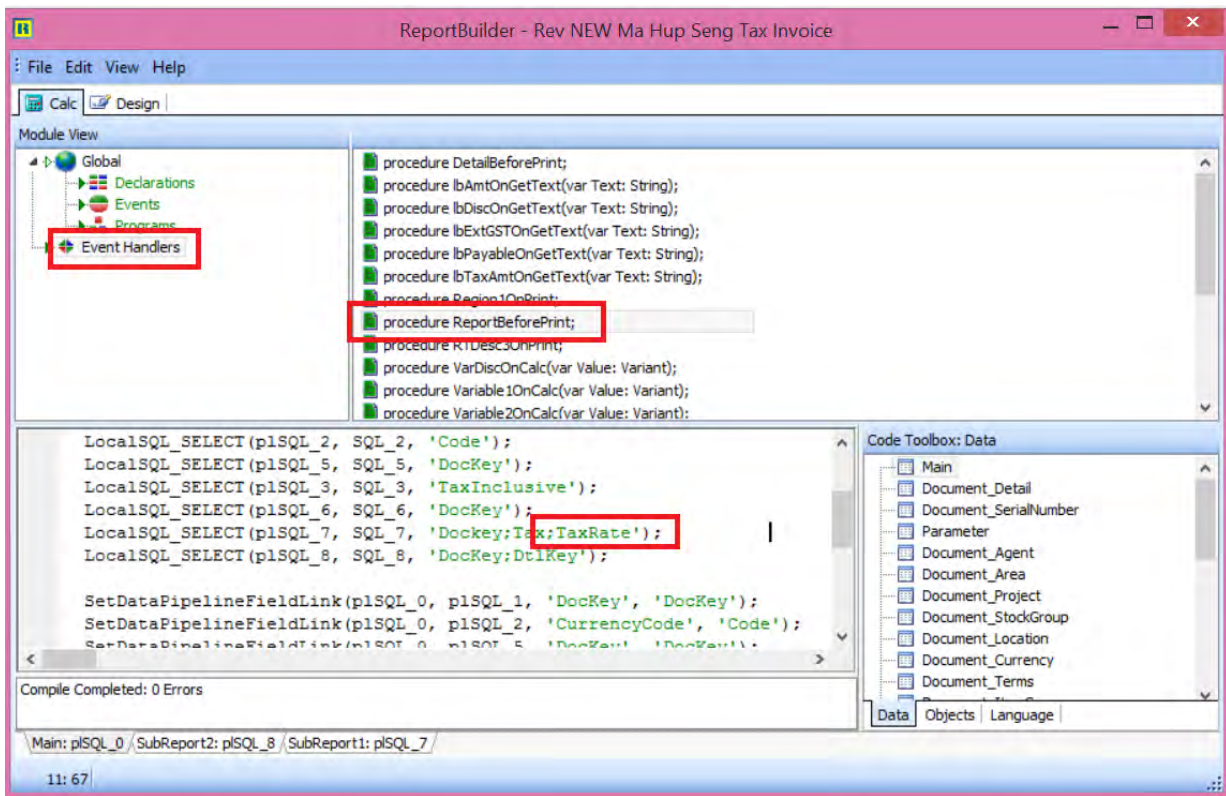 ReportBuilder - Rev NEW Ma Hup Seng Tax Invoice
File Edit View Help
Calc Design
Module View
Global
Declarations
Events
Programs
Event Handlers
procedure DetailBeforePrint;
procedure lbAmtOnGetText(var Text: String);
procedure lbDiscOnGetText(var Text: String);
procedure lbExtGSTOnGetText(var Text: String);
procedure lbPayableOnGetText(var Text: String);
procedure lbTaxAmtOnGetText(var Text: String);
procedure Region1OnPrint;
procedure ReportBeforePrint;
procedure RTDesc3OnPrint;
procedure VarDiscOnCalc(var Value: Variant);
procedure Variable1OnCalc(var Value: Variant);
procedure Variable2OnCalc(var Value: Variant);
LocalSQL_SELECT(plSQL_2, SQL_2, 'Code');
LocalSQL_SELECT(plSQL_5, SQL_5, 'DocKey');
LocalSQL_SELECT(plSQL_3, SQL_3, 'TaxInclusive');
LocalSQL_SELECT(plSQL_6, SQL_6, 'DocKey');
LocalSQL_SELECT(plSQL_7, SQL_7, 'Dockey;Tax;TaxRate');
LocalSQL_SELECT(plSQL_8, SQL_8, 'DocKey;DtlKey');
SetDataPipelineFieldLink(plSQL_0, plSQL_1, 'DocKey', 'DocKey');
SetDataPipelineFieldLink(plSQL_0, plSQL_2, 'CurrencyCode', 'Code');
SetDataPipelineFieldLink(plSQL_0, plSQL_5, 'DocKey', 'DocKey');
Code Toolbox: Data
Main
Document_Detail
Document_SerialNumber
Parameter
Document_Agent
Document_Area
Document_Project
Document_StockGroup
Document_Location
Document_Currency
Document_Terms
Data Objects Language
Compile Completed: 0 Errors
Main: plSQL_0 SubReport2: plSQL_8 SubReport1: plSQL_7
11: 67